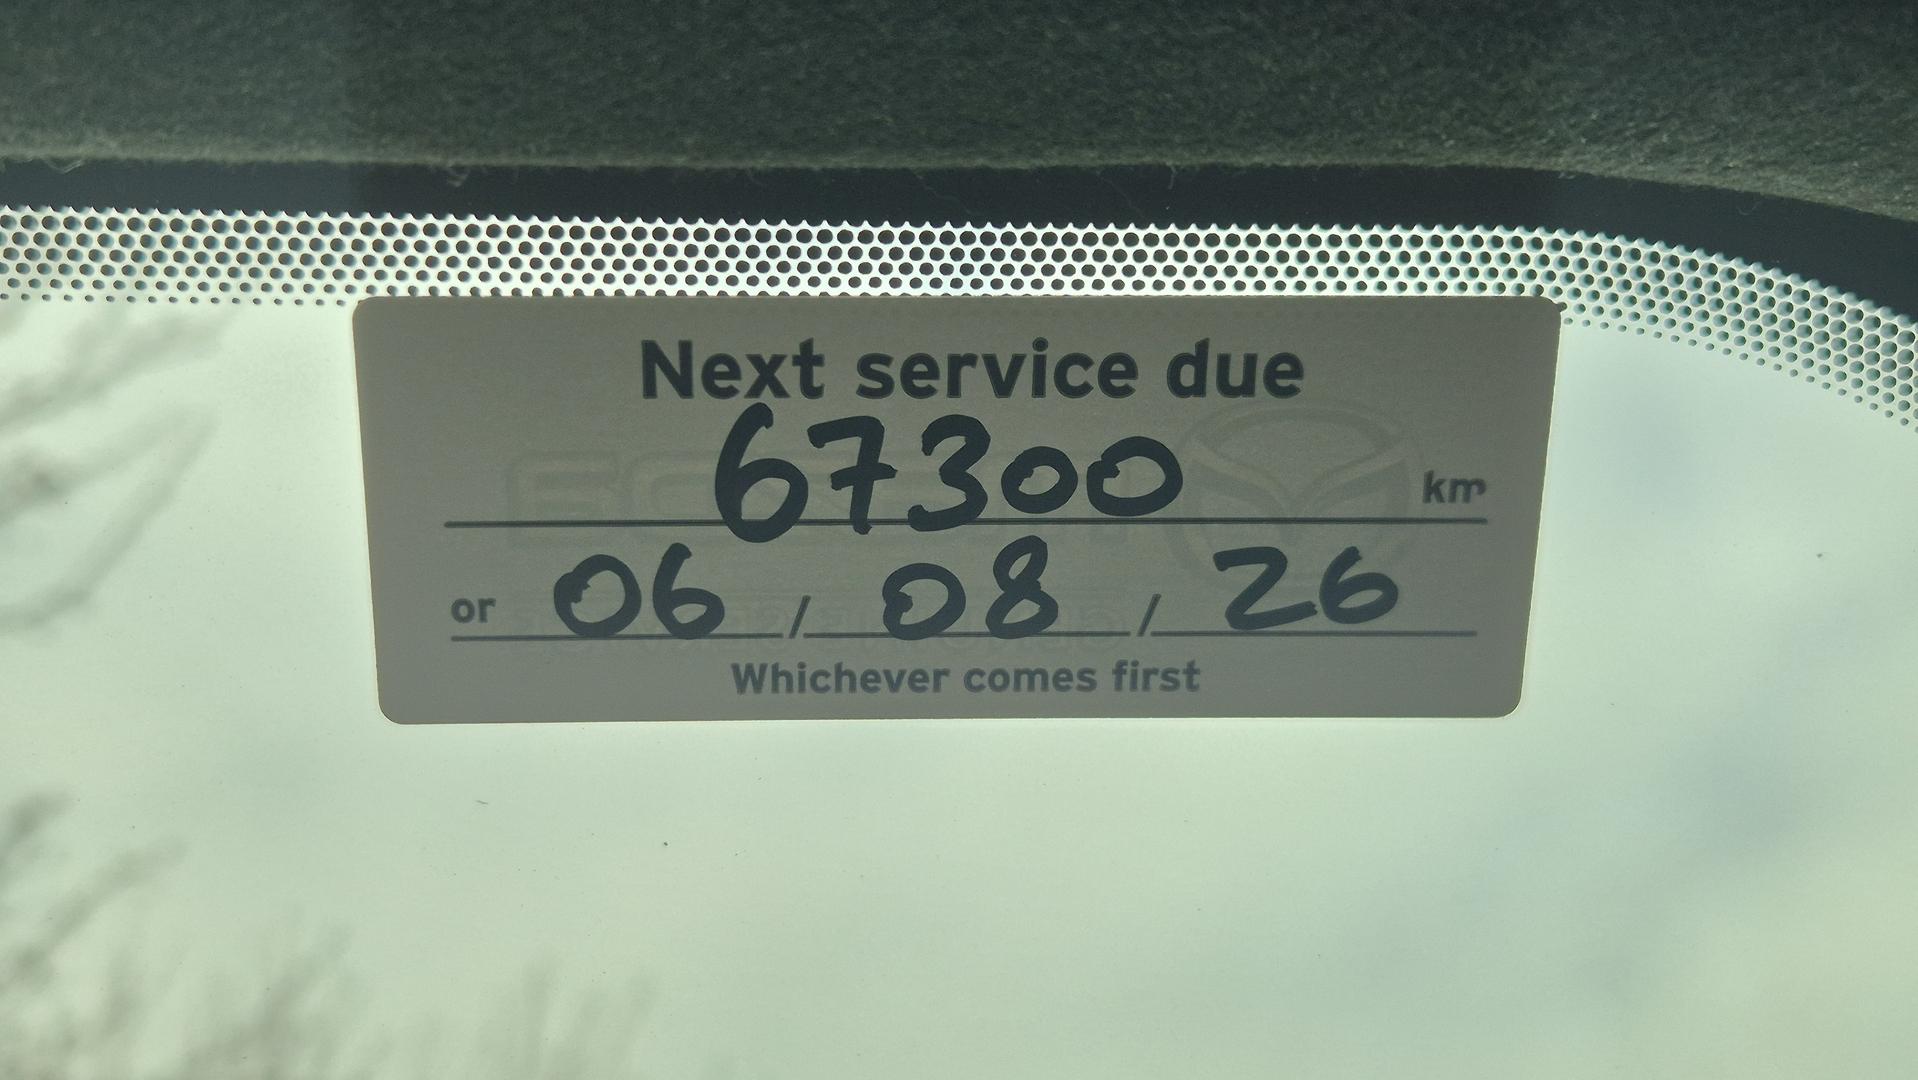 Next service due
67300 km
or 06 / 08 / 26
Whichever comes first